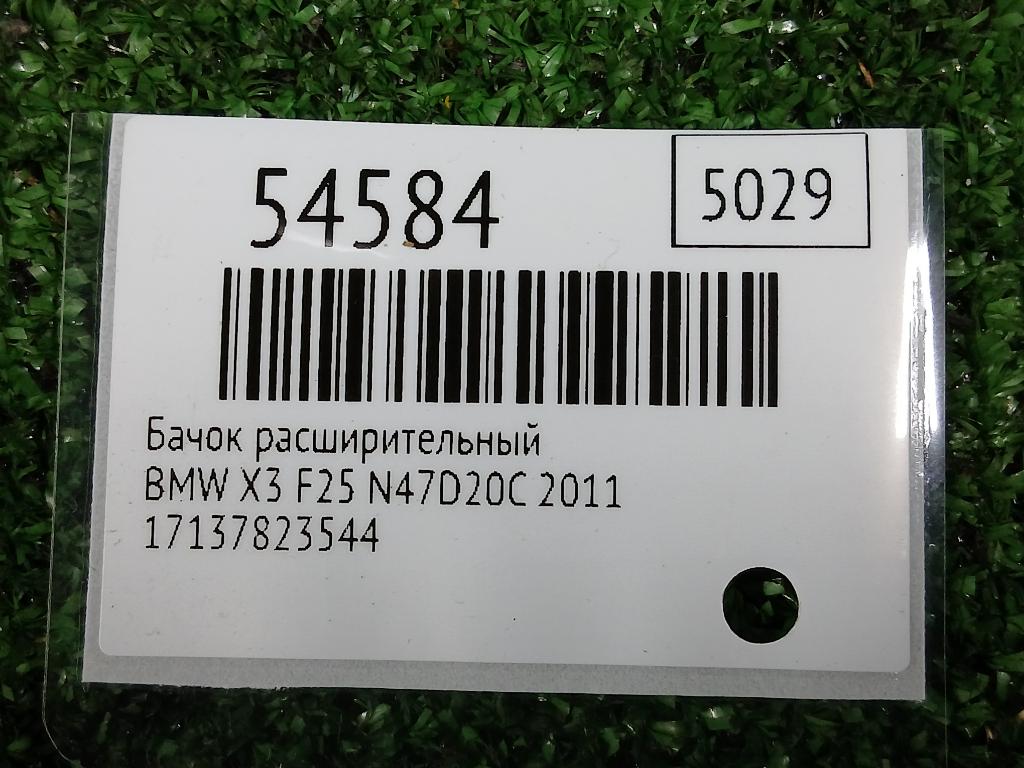 54584
5029
Бачок расширительный
BMW X3 F25 N47D20C 2011
17137823544